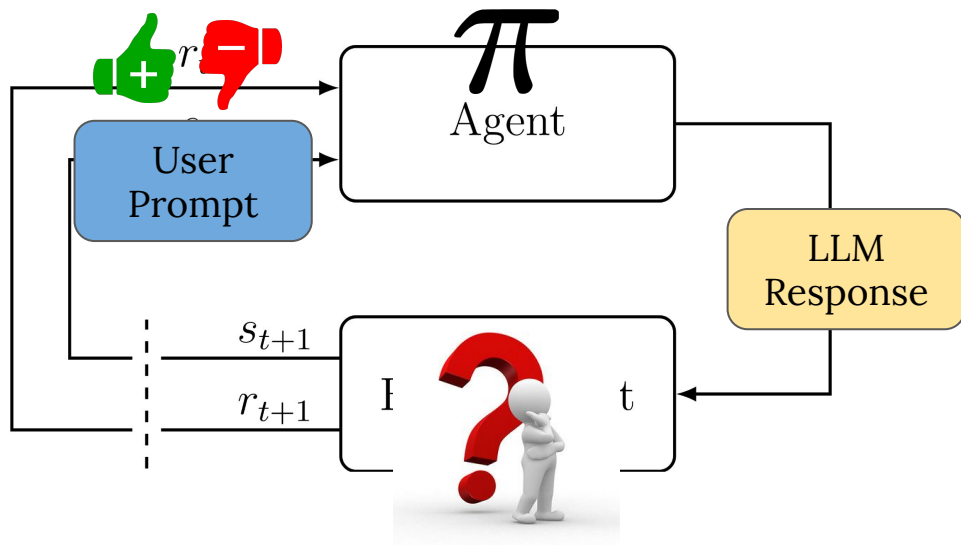 π
Agent
User
Prompt
LLM
Response
s_{t+1}
r_{t+1}